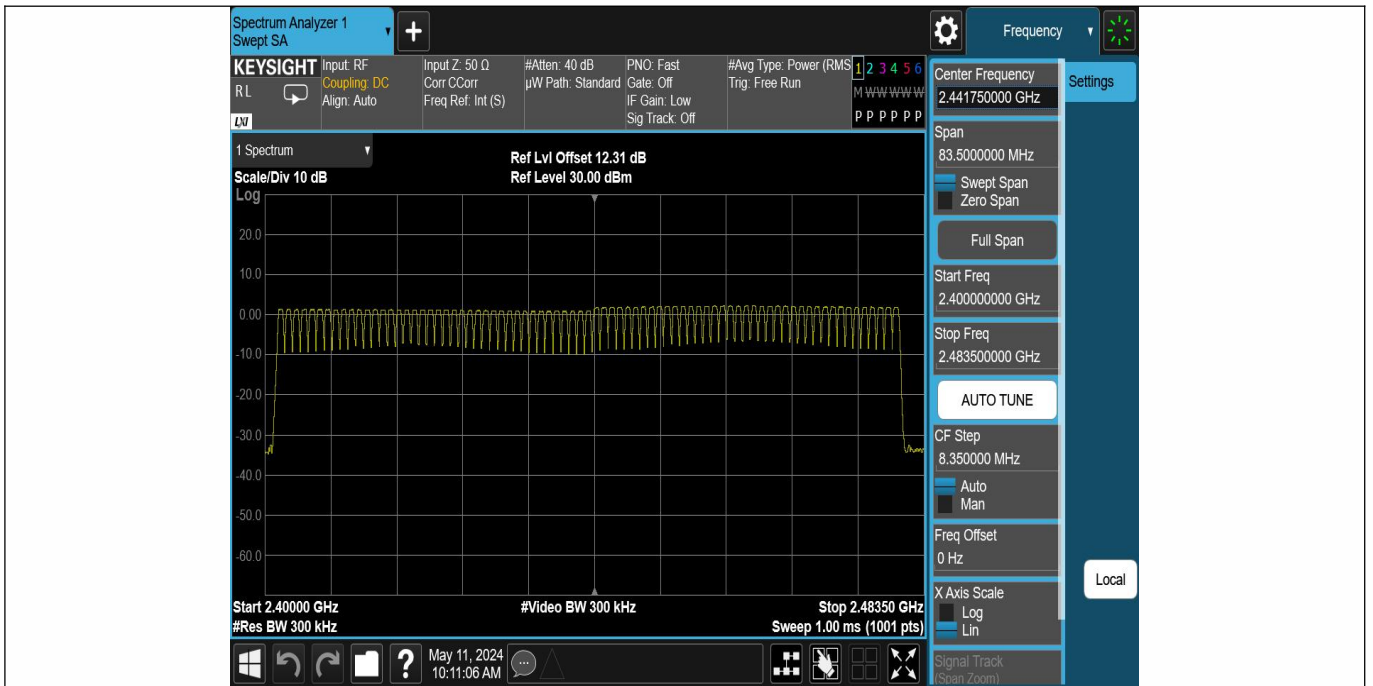 Spectrum Analyzer 1
Swept SA
+
Frequency
KEYSIGHT
RL
LXI
Input: RF
Coupling: DC
Align: Auto
Input Z: 50 Ω
Corr CCorr
Freq Ref: Int (S)
#Atten: 40 dB
µW Path: Standard
PNO: Fast
Gate: Off
IF Gain: Low
Sig Track: Off
#Avg Type: Power (RMS
Trig: Free Run
1 2 3 4 5 6
M W W W W W
P P P P P P
1 Spectrum
Scale/Div 10 dB
Ref Lvl Offset 12.31 dB
Ref Level 30.00 dBm
Log
20.0
10.0
0.00
-10.0
-20.0
-30.0
-40.0
-50.0
-60.0
Start 2.40000 GHz
#Res BW 300 kHz
#Video BW 300 kHz
Stop 2.48350 GHz
Sweep 1.00 ms (1001 pts)
Center Frequency
2.441750000 GHz
Settings
Span
83.5000000 MHz
Swept Span
Zero Span
Full Span
Start Freq
2.400000000 GHz
Stop Freq
2.483500000 GHz
AUTO TUNE
CF Step
8.350000 MHz
Auto
Man
Freq Offset
0 Hz
X Axis Scale
Log
Lin
Signal Track
(Span Zoom)
Local
?
May 11, 2024
10:11:06 AM